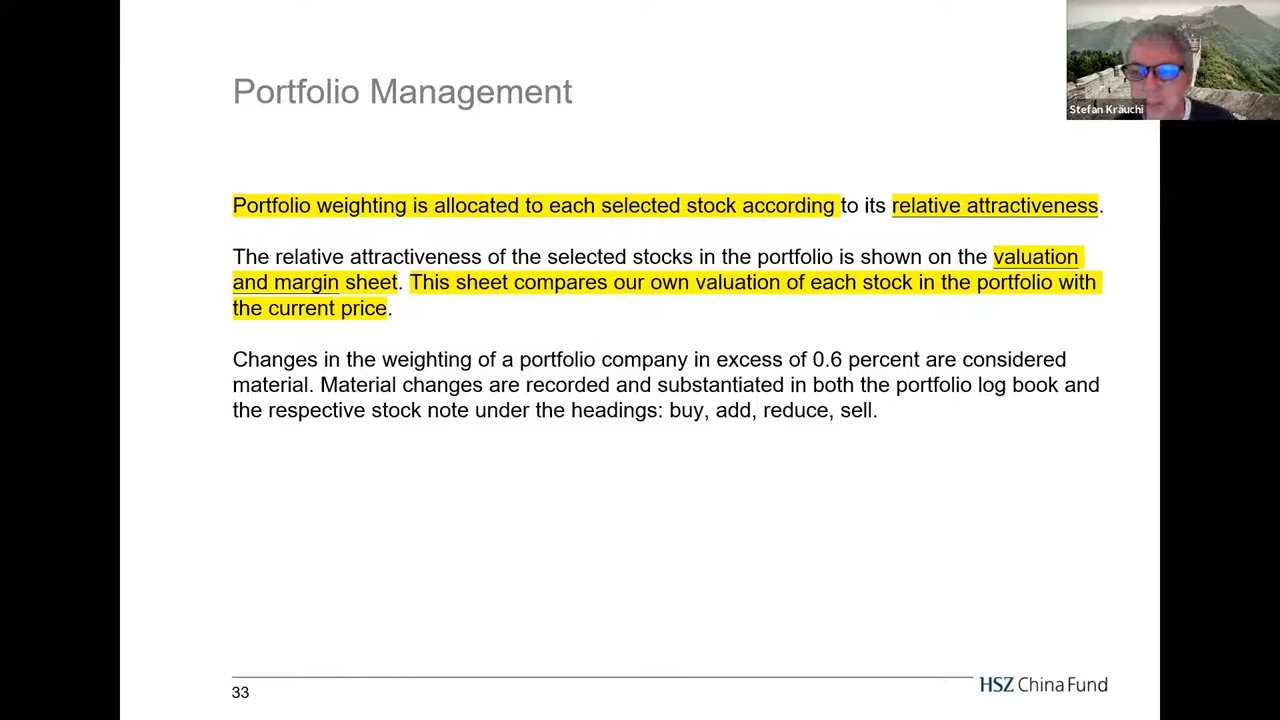 Stefan Kräuchi
Portfolio Management
Portfolio weighting is allocated to each selected stock according to its relative attractiveness.
The relative attractiveness of the selected stocks in the portfolio is shown on the valuation
and margin sheet. This sheet compares our own valuation of each stock in the portfolio with
the current price.
Changes in the weighting of a portfolio company in excess of 0.6 percent are considered
material. Material changes are recorded and substantiated in both the portfolio log book and
the respective stock note under the headings: buy, add, reduce, sell.
33
HSZ China Fund